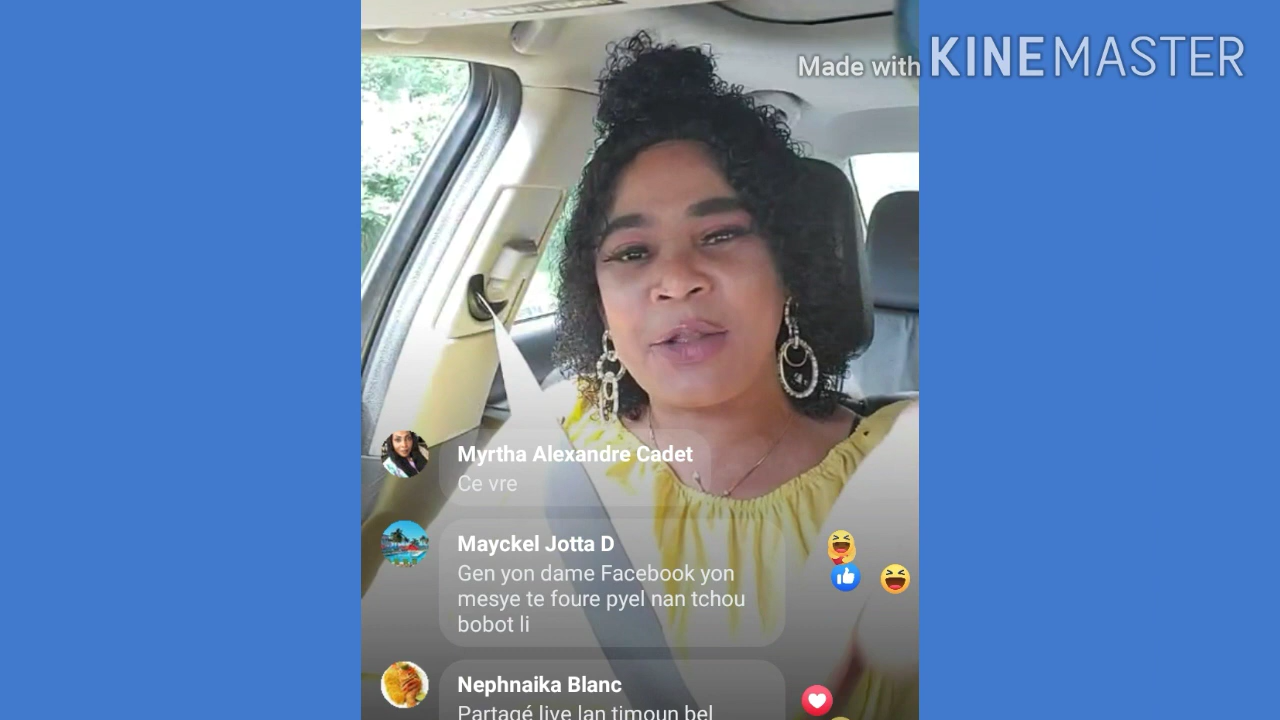 Made with KINEMASTER
Myrtha Alexandre Cadet
Ce vre
Mayckel Jotta D
Gen yon dame Facebook yon
mesye te foure pyel nan tchou
bobot li
Nephnaika Blanc
Partagé live lan timoun bel